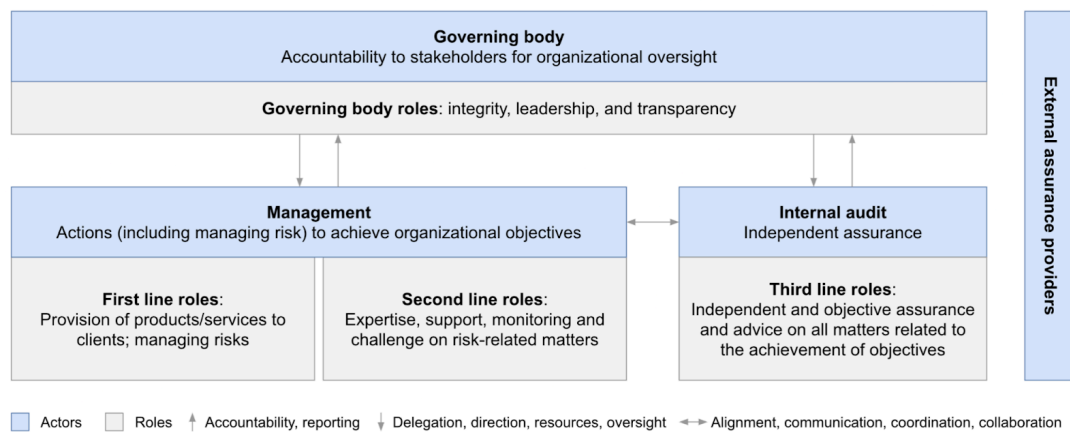 Governing body
Accountability to stakeholders for organizational oversight
Governing body roles: integrity, leadership, and transparency
Management
Actions (including managing risk) to achieve organizational objectives
First line roles:
Provision of products/services to
clients; managing risks
Second line roles:
Expertise, support, monitoring and
challenge on risk-related matters
Internal audit
Independent assurance
Third line roles:
Independent and objective assurance
and advice on all matters related to
the achievement of objectives
External assurance providers
Actors
Roles
Accountability, reporting
Delegation, direction, resources, oversight
Alignment, communication, coordination, collaboration